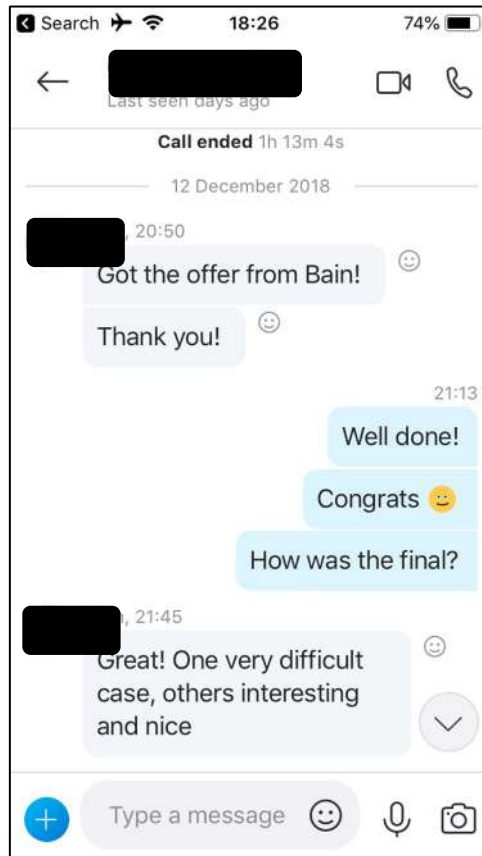 Search 18:26 74%
Last seen days ago
Call ended 1h 13m 4s
12 December 2018
, 20:50
Got the offer from Bain!
Thank you!
21:13
Well done!
Congrats 🙂
How was the final?
, 21:45
Great! One very difficult
case, others interesting
and nice
Type a message